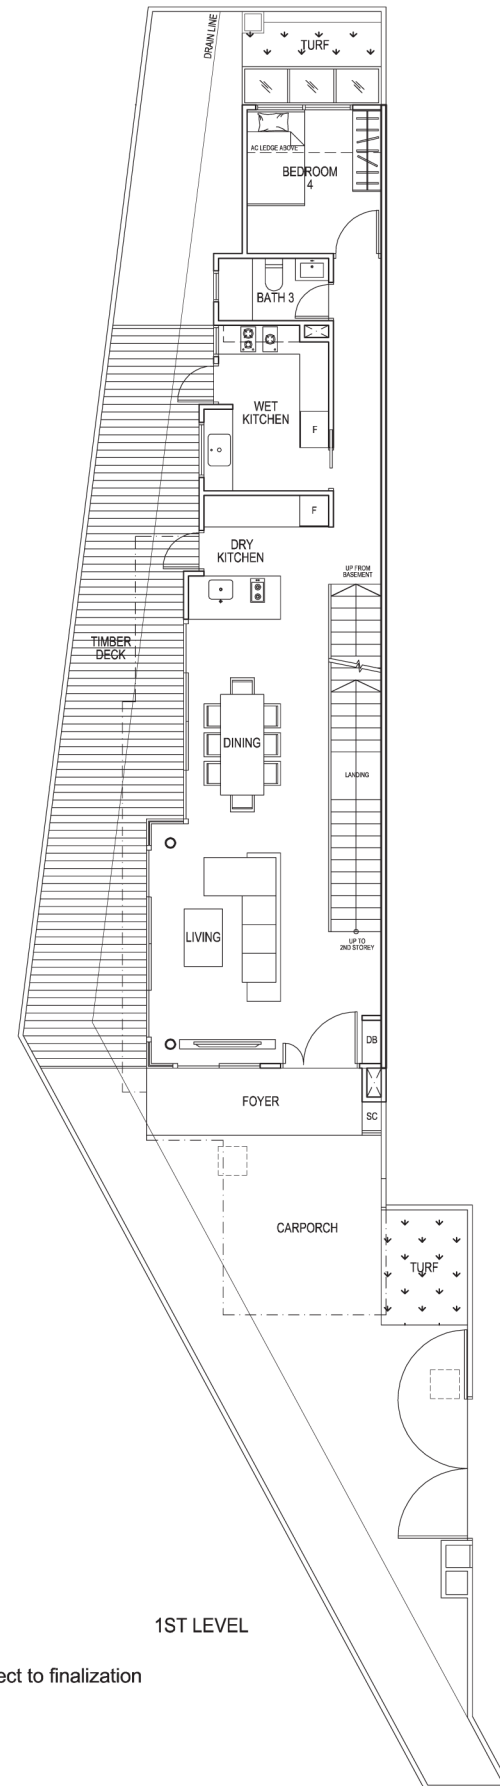 DRAIN LINE
TURF
AC LEDGE ABOVE
BEDROOM
4
BATH 3
WET
KITCHEN
F
F
DRY
KITCHEN
UP FROM
BASEMENT
TIMBER
DECK
DINING
LANDING
LIVING
UP TO
2ND STOREY
DB
FOYER
SC
CARPORCH
TURF
1ST LEVEL
ect to finalization